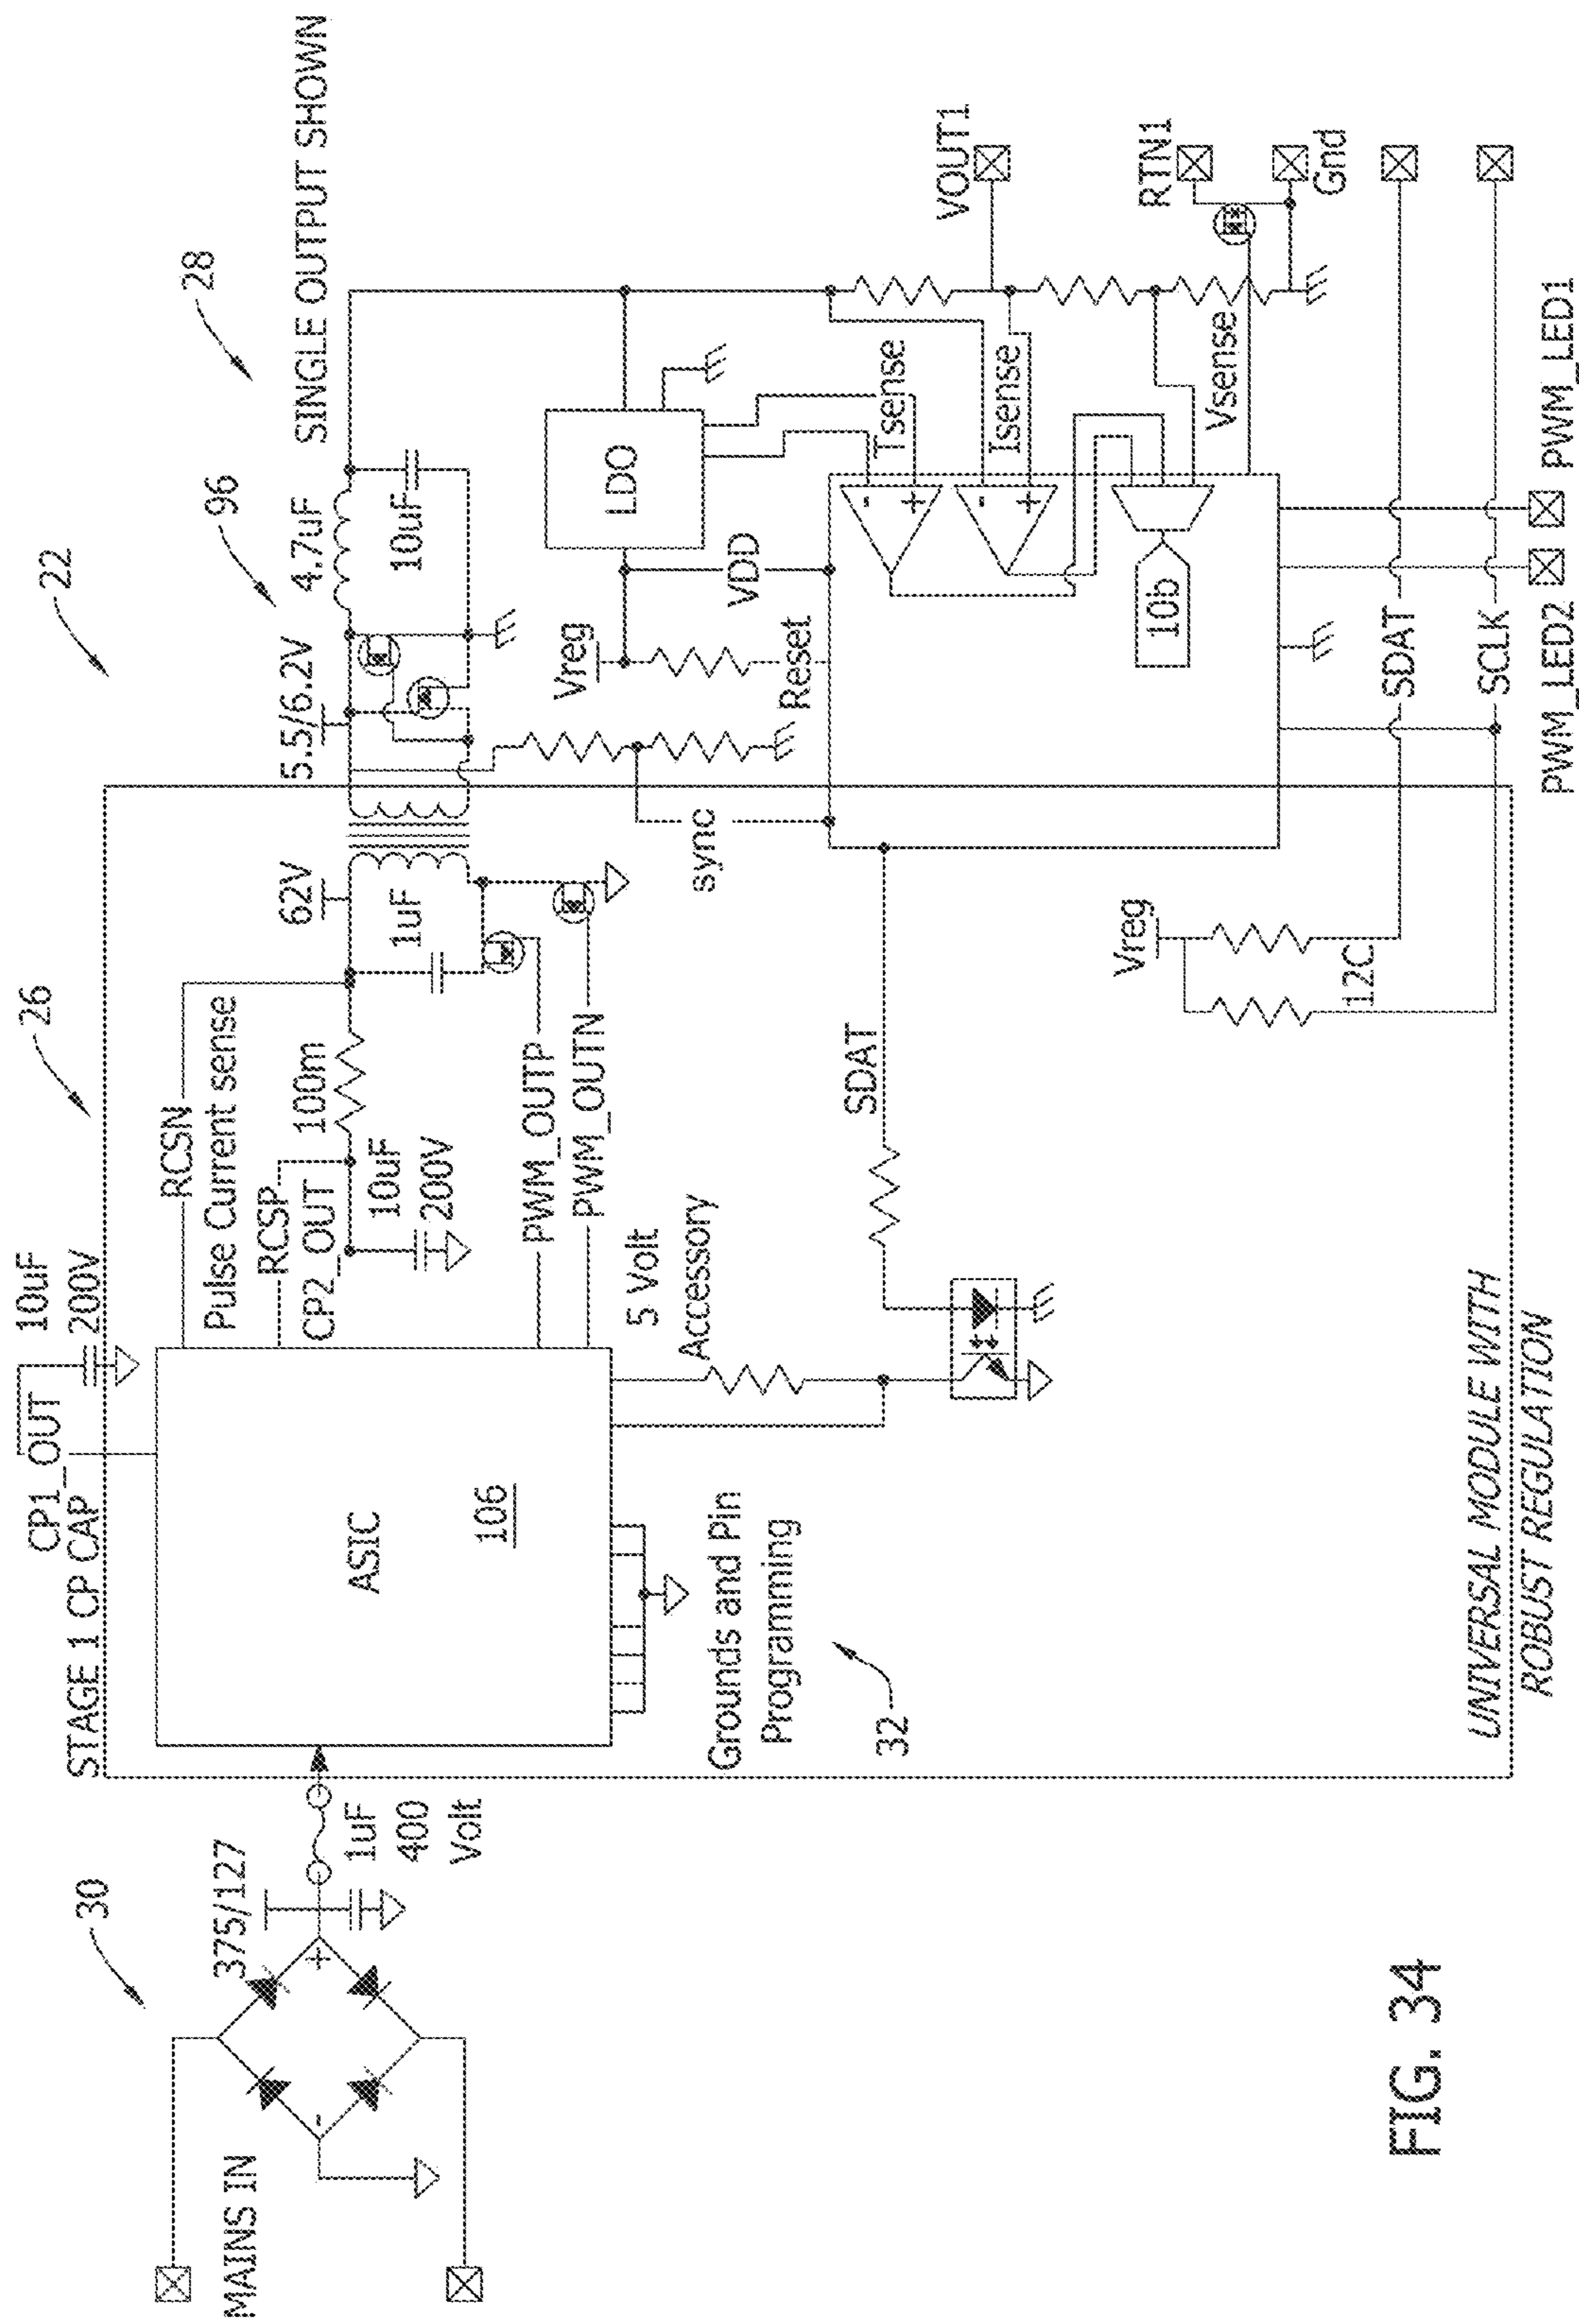 22
26
28
96
30
32
SINGLE OUTPUT SHOWN
MAINS IN
375/127
1uF
400
Volt
STAGE 1 CP CAP
CP1_OUT
10uF
200V
ASIC
106
Grounds and Pin
Programming
RCSN
Pulse Current sense
RCSP
CP2_OUT
100m
10uF
200V
PWM_OUTP
PWM_OUTN
5 Volt
Accessory
62V
1uF
5.5/6.2V
4.7uF
10uF
LDO
Vreg
VDD
Reset
sync
Tsense
Isense
Vsense
-
+
-
+
10b
VOUT1
RTN1
Gnd
SDAT
Vreg
12C
SDAT
SCLK
PWM_LED2
PWM_LED1
+
-
UNIVERSAL MODULE WITH
ROBUST REGULATION
FIG. 34